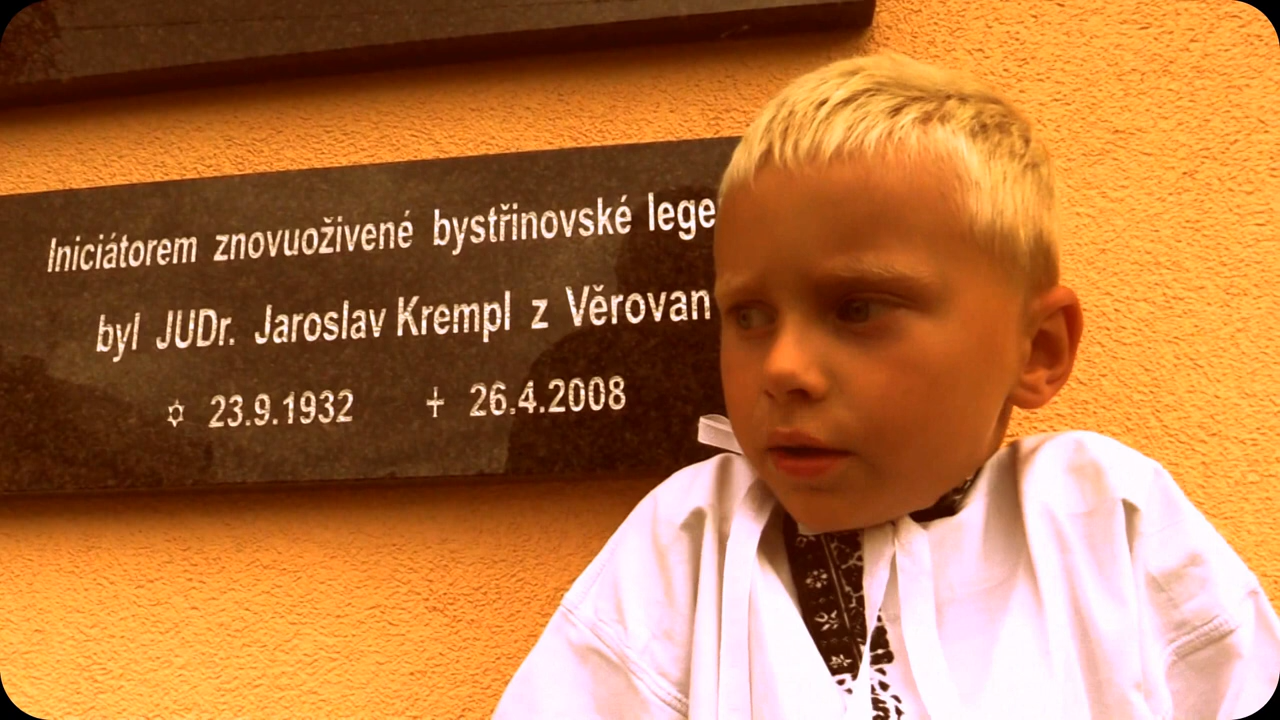 Iniciátorem znovuoživené bystřinovské lege
byl JUDr. Jaroslav Krempl z Věrovan
✡ 23.9.1932 † 26.4.2008